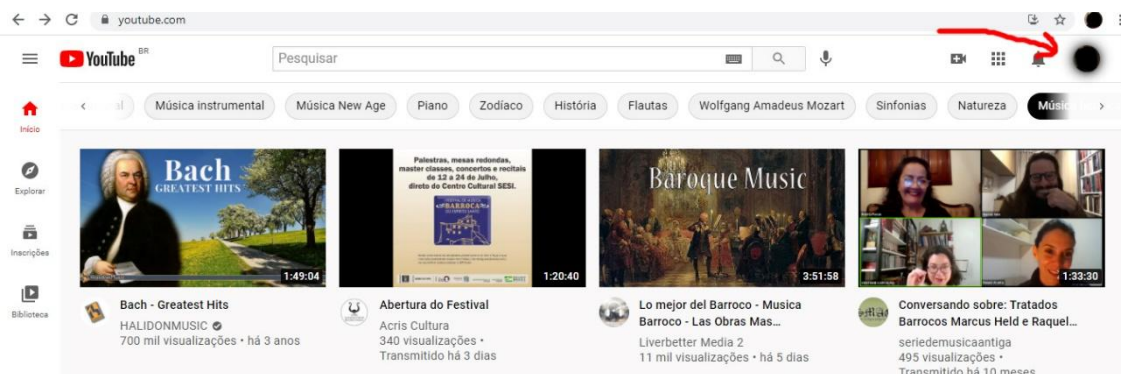 youtube.com
YouTube BR
Pesquisar
Música instrumental
Música New Age
Piano
Zodíaco
História
Flautas
Wolfgang Amadeus Mozart
Sinfonias
Natureza
Início
Explorar
Inscrições
Biblioteca
Bach
GREATEST HITS
1:49:04
Palestras, mesas redondas,
master classes, concertos e recitais
de 12 a 24 de Julho,
direto do Centro Cultural SESI.
BARROCA
1:20:40
Baroque Music
3:51:58
1:33:30
Bach - Greatest Hits
HALIDONMUSIC
700 mil visualizações • há 3 anos
Abertura do Festival
Acris Cultura
340 visualizações •
Transmitido há 3 dias
Lo mejor del Barroco - Musica
Barroco - Las Obras Mas...
Liverbetter Media 2
11 mil visualizações • há 5 dias
Conversando sobre: Tratados
Barrocos Marcus Held e Raquel...
seriedemusicaantiga
495 visualizações •
Transmitido há 10 meses